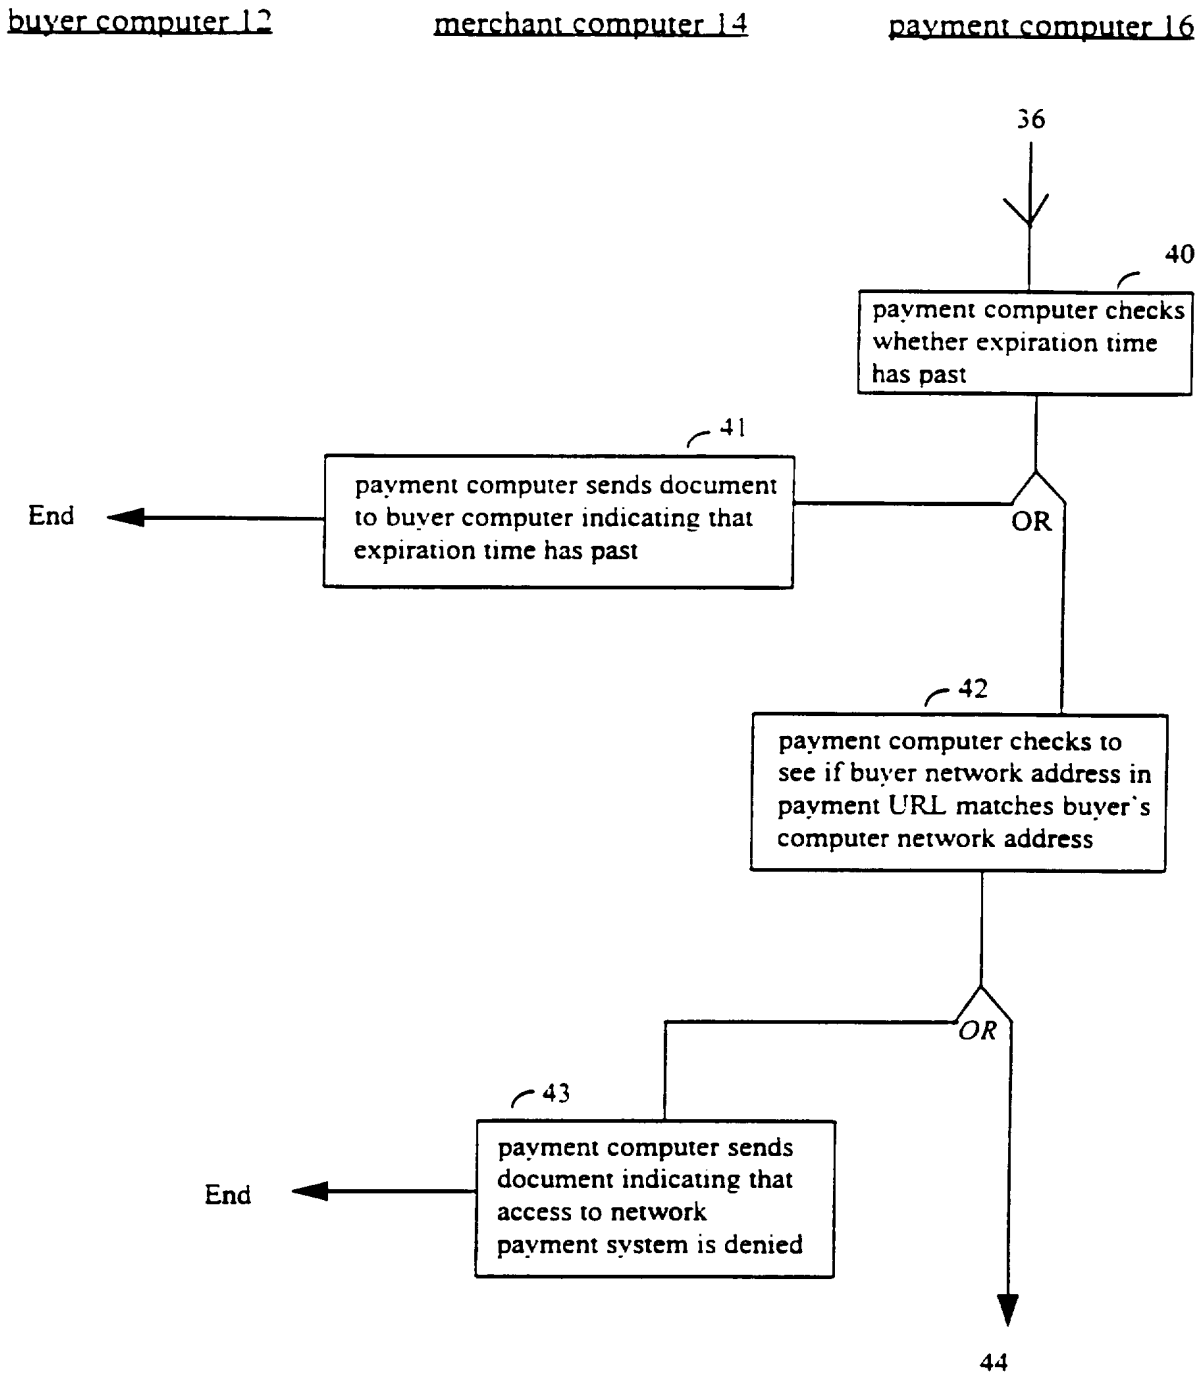 buyer computer 12
merchant computer 14
payment computer 16
36
40
payment computer checks
whether expiration time
has past
41
payment computer sends document
to buyer computer indicating that
expiration time has past
End
OR
42
payment computer checks to
see if buyer network address in
payment URL matches buyer's
computer network address
OR
43
payment computer sends
document indicating that
access to network
payment system is denied
End
44